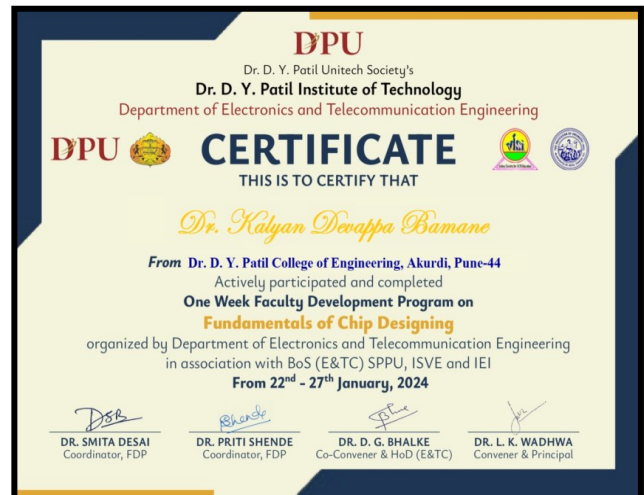 DPU
Dr. D. Y. Patil Unitech Society's
Dr. D. Y. Patil Institute of Technology
Department of Electronics and Telecommunication Engineering
DPU
CERTIFICATE
THIS IS TO CERTIFY THAT
Dr. Kalyan Devappa Bamane
From Dr. D. Y. Patil College of Engineering, Akurdi, Pune-44
Actively participated and completed
One Week Faculty Development Program on
Fundamentals of Chip Designing
organized by Department of Electronics and Telecommunication Engineering
in association with BoS (E&TC) SPPU, ISVE and IEI
From 22nd - 27th January, 2024
DR. SMITA DESAI DR. PRITI SHENDE DR. D. G. BHALKE DR. L. K. WADHWA
Coordinator, FDP Coordinator, FDP Co-Convener & HoD (E&TC) Convener & Principal